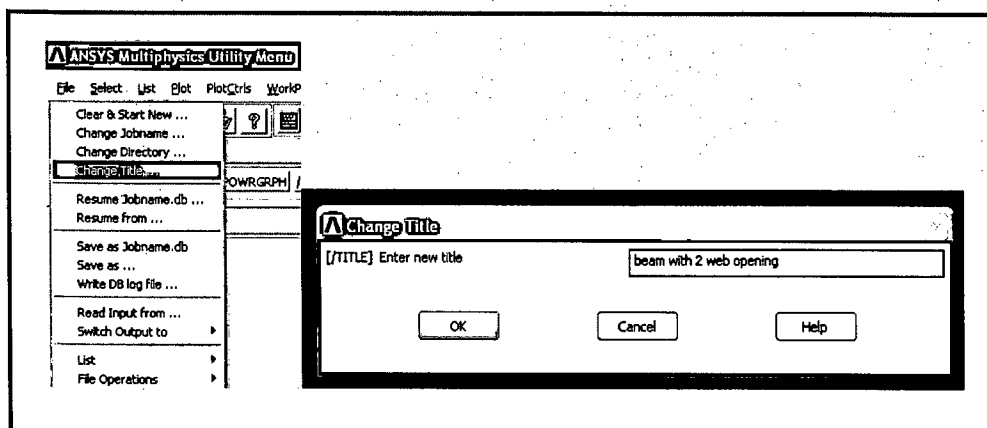 ANSYS Multiphysics Utility Menu
File Select List Plot PlotCtrls WorkP
Clear & Start New ...
Change Jobname ...
Change Directory ...
Change Title ...
POWRGRPH
Resume Jobname.db ...
Resume from ...
Save as Jobname.db
Save as ...
Write DB log file ...
Read Input from ...
Switch Output to
List
File Operations
Change Title
[/TITLE] Enter new title
beam with 2 web opening
OK Cancel Help